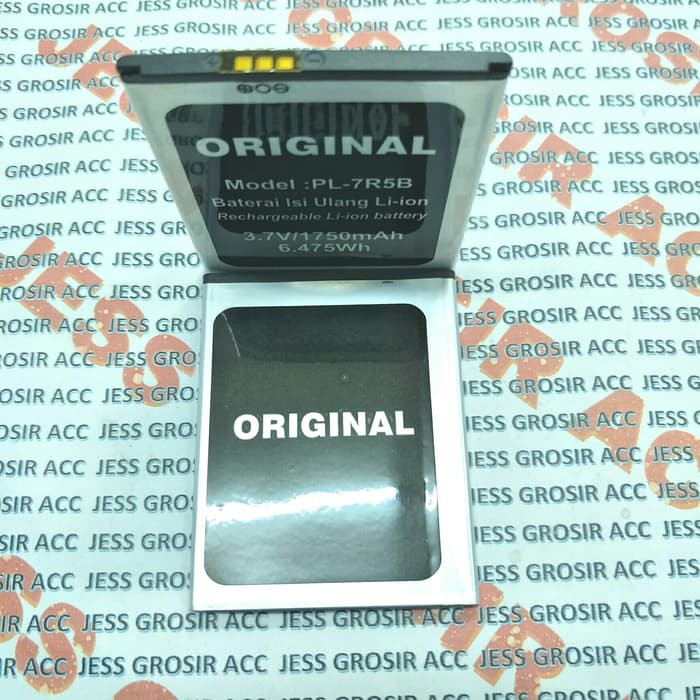 ORIGINAL
Model :PL-7R5B
Baterai Isi Ulang Li-ion
Rechargeable Li-ion battery
3.7V/1750mAh
6.475Wh
ORIGINAL
JESS GROSIR ACC